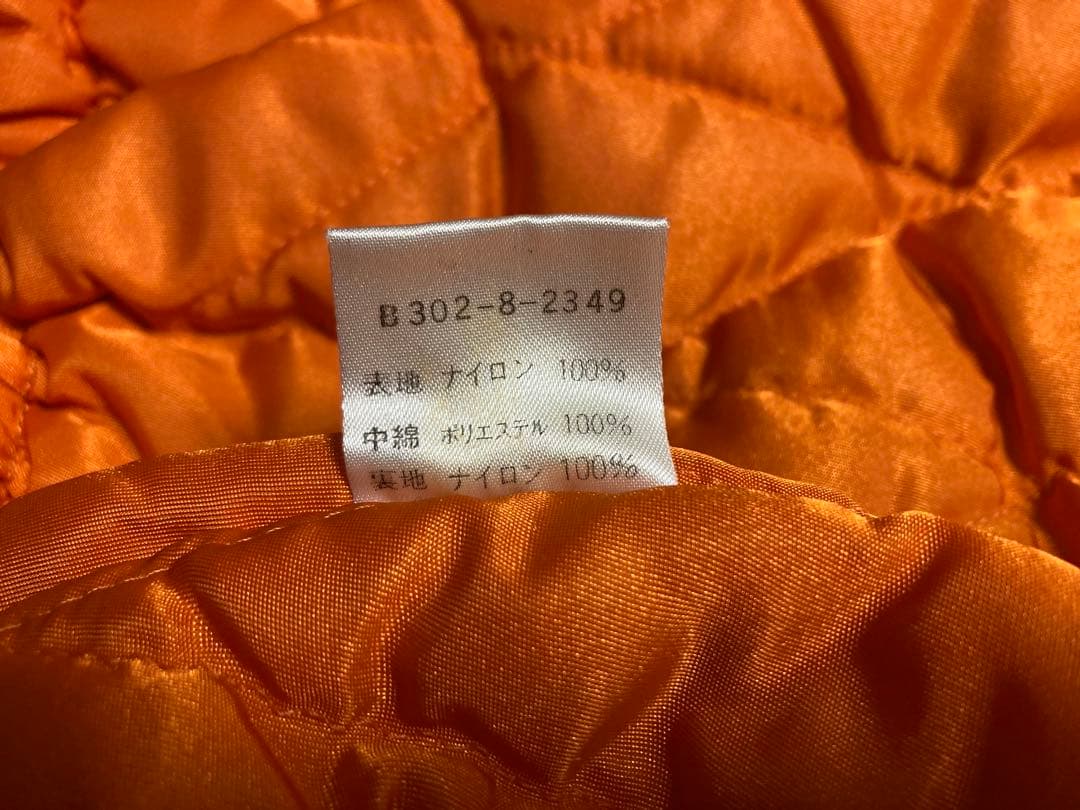 B302-8-2349
表地 ナイロン 100%
中綿 ポリエステル 100%
裏地 ナイロン 100%